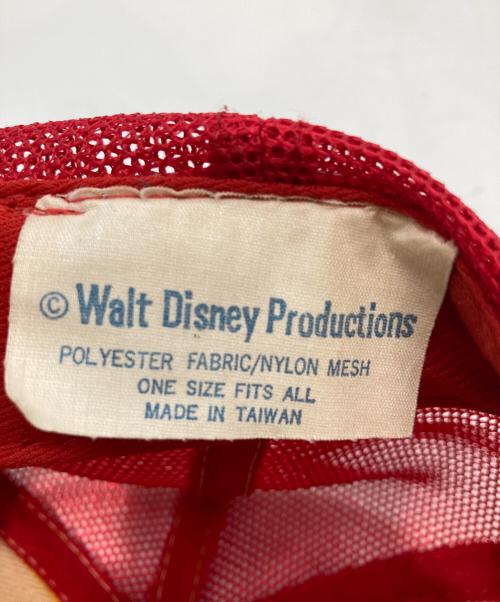 © Walt Disney Productions
POLYESTER FABRIC/NYLON MESH
ONE SIZE FITS ALL
MADE IN TAIWAN